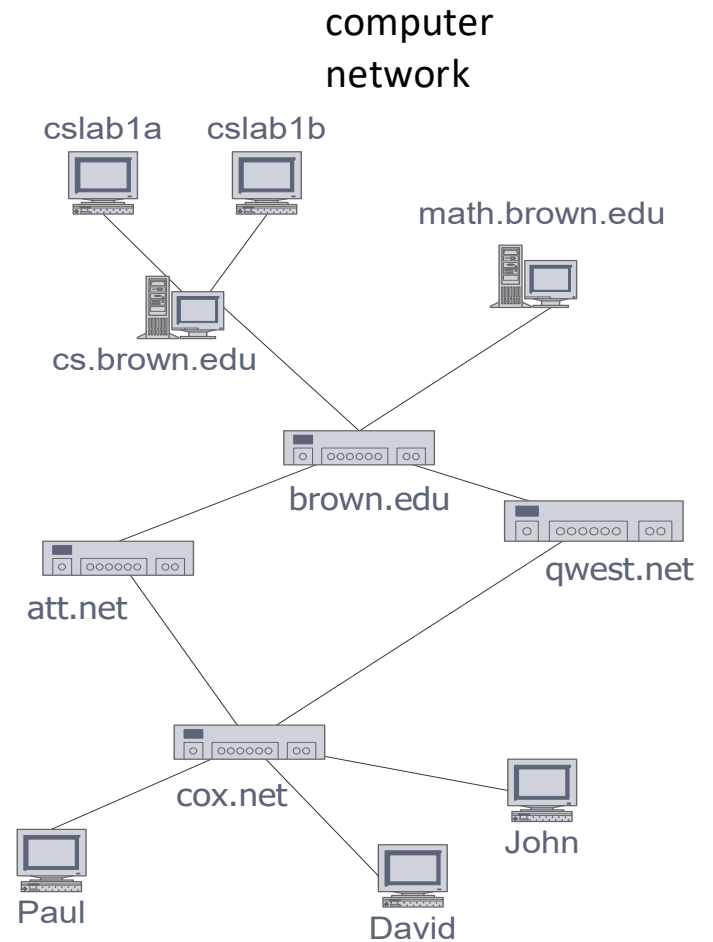 computer
network
cslab1a cslab1b
math.brown.edu
cs.brown.edu
brown.edu
qwest.net
att.net
cox.net
John
Paul
David